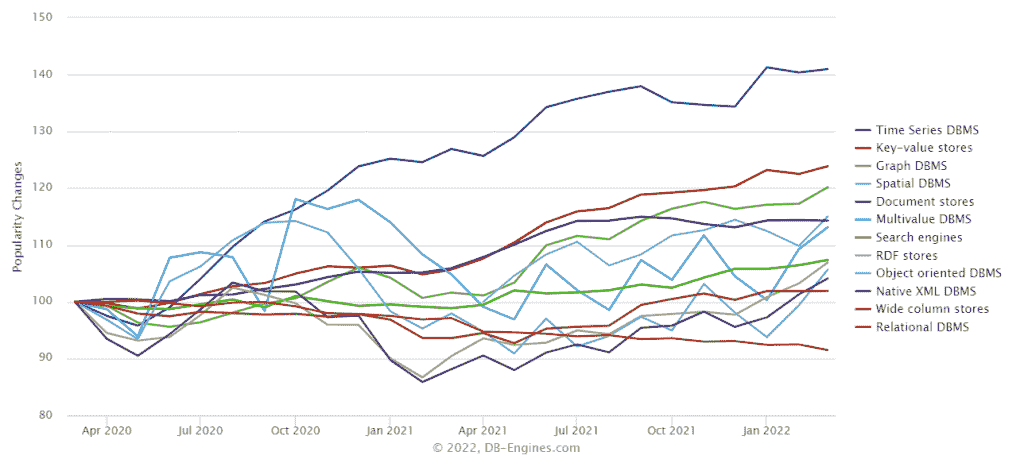 150
140
130
120
110
100
90
80
Popularity Changes
Apr 2020
Jul 2020
Oct 2020
Jan 2021
Apr 2021
Jul 2021
Oct 2021
Jan 2022
© 2022, DB-Engines.com
Time Series DBMS
Key-value stores
Graph DBMS
Spatial DBMS
Document stores
Multivalue DBMS
Search engines
RDF stores
Object oriented DBMS
Native XML DBMS
Wide column stores
Relational DBMS